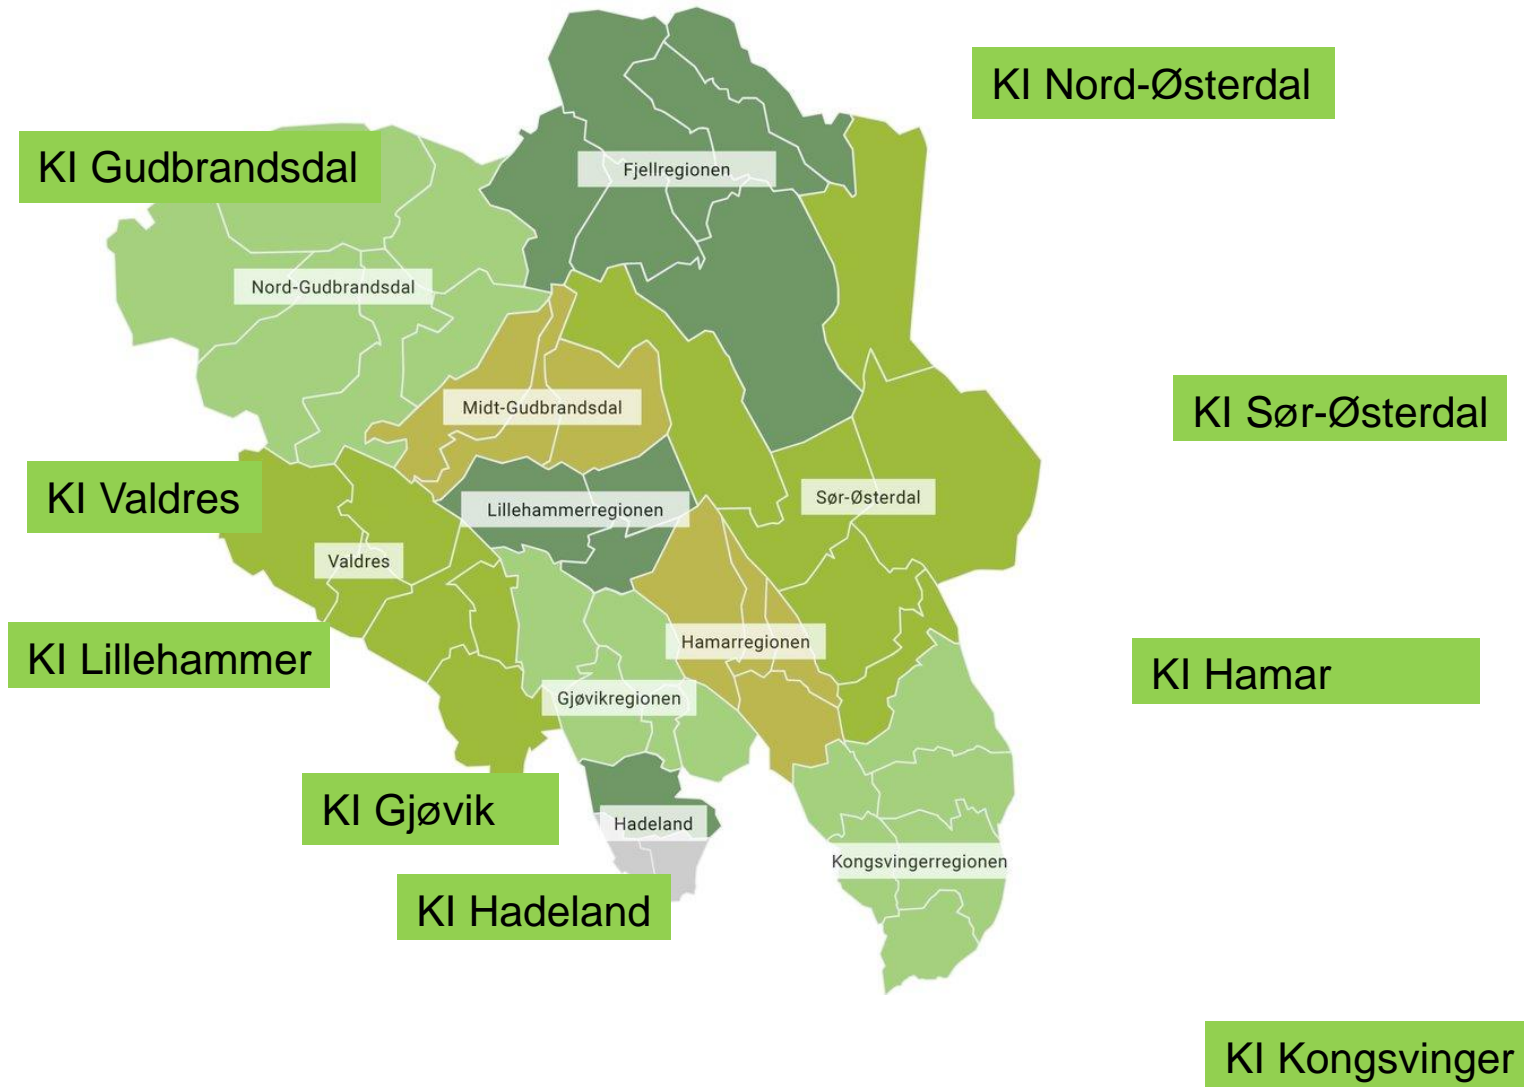 KI Nord-Østerdal
KI Gudbrandsdal
Fjellregionen
Nord-Gudbrandsdal
Midt-Gudbrandsdal
KI Sør-Østerdal
KI Valdres
Sør-Østerdal
Lillehammerregionen
Valdres
KI Lillehammer
Hamarregionen
KI Hamar
Gjøvikregionen
KI Gjøvik
Hadeland
Kongsvingerregionen
KI Hadeland
KI Kongsvinger